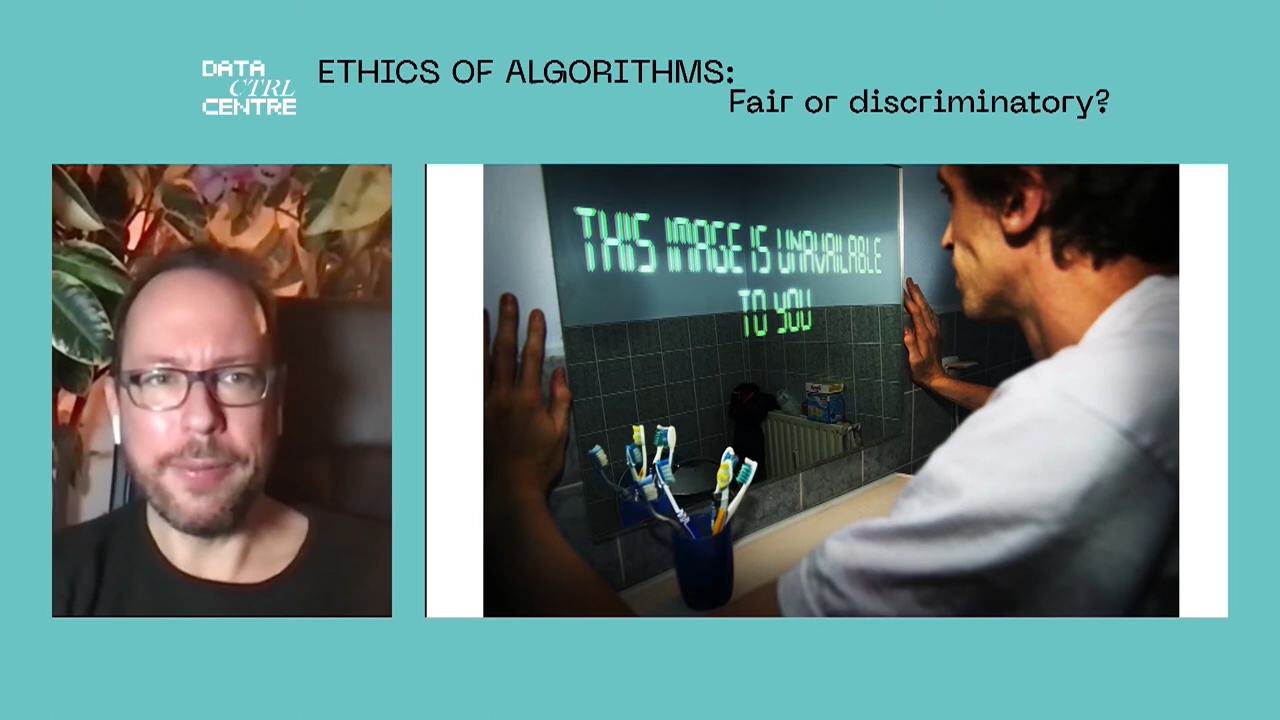 DATA
CTRL
CENTRE
ETHICS OF ALGORITHMS:
Fair or discriminatory?
THIS IMAGE IS UNAVAILABLE
TO YOU